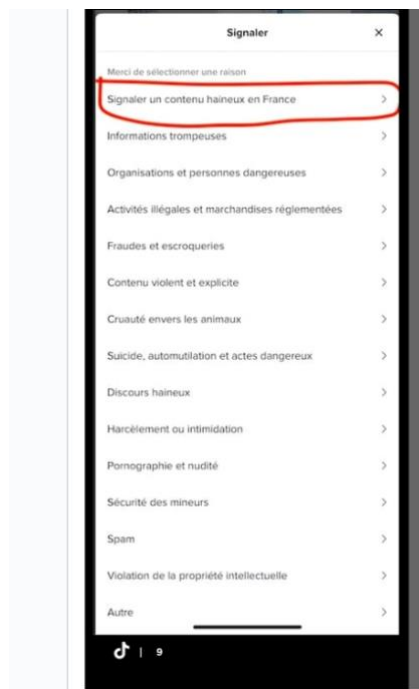 Signaler
Merci de sélectionner une raison
Signaler un contenu haineux en France
Informations trompeuses
Organisations et personnes dangereuses
Activités illégales et marchandises réglementées
Fraudes et escroqueries
Contenu violent et explicite
Cruauté envers les animaux
Suicide, automutilation et actes dangereux
Discours haineux
Harcèlement ou intimidation
Pornographie et nudité
Sécurité des mineurs
Spam
Violation de la propriété intellectuelle
Autre
9